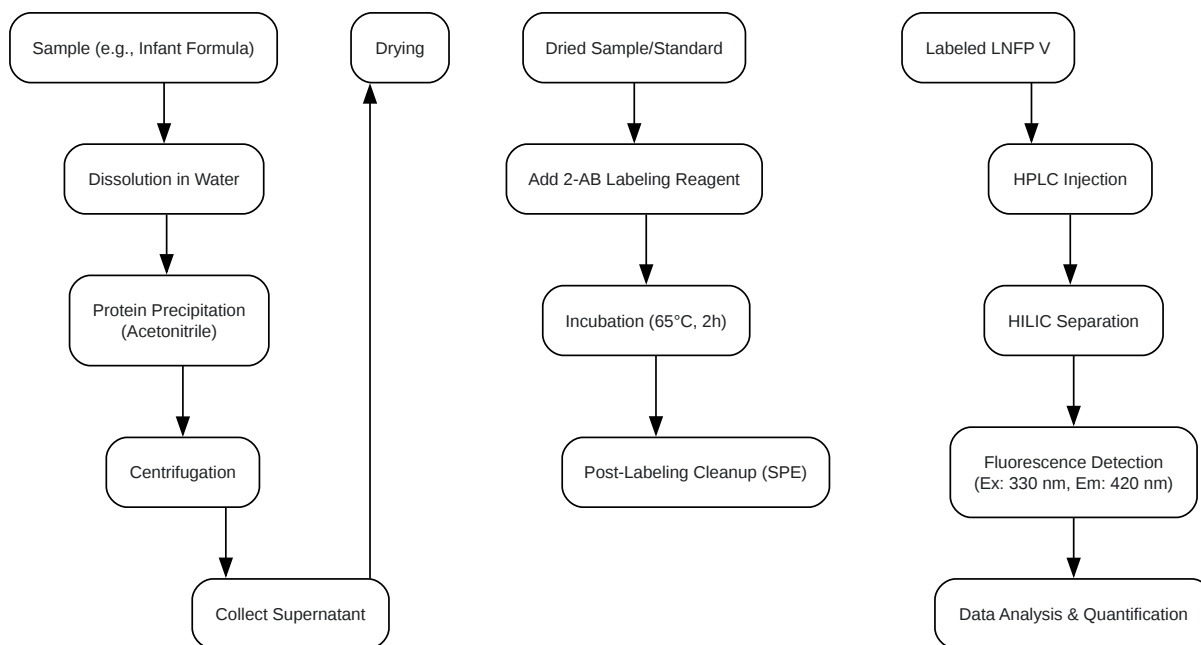 Sample (e.g., Infant Formula)
Dissolution in Water
Protein Precipitation
(Acetonitrile)
Centrifugation
Collect Supernatant
Drying
Dried Sample/Standard
Add 2-AB Labeling Reagent
Incubation (65°C, 2h)
Post-Labeling Cleanup (SPE)
Labeled LNFP V
HPLC Injection
HILIC Separation
Fluorescence Detection
(Ex: 330 nm, Em: 420 nm)
Data Analysis & Quantification